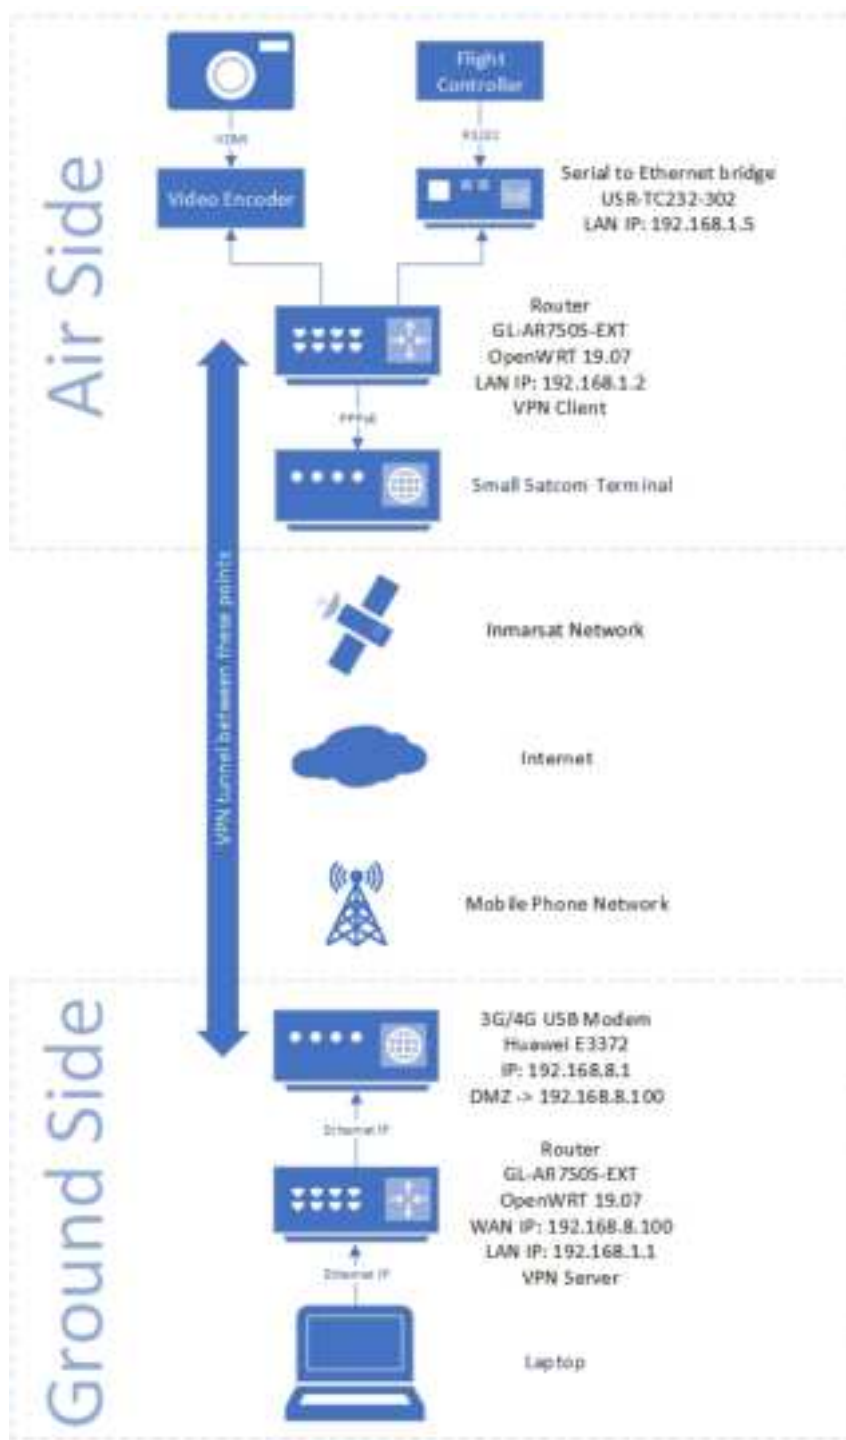 Air Side
Flight
Controller
HDMI
RS232
Video Encoder
Serial to Ethernet bridge
USR-TC232-302
LAN IP: 192.168.1.5
Router
GL-AR750S-EXT
OpenWRT 19.07
LAN IP: 192.168.1.2
VPN Client
PPPoE
Small Satcom Terminal
VPN tunnel between these points
Inmarsat Network
Internet
Mobile Phone Network
Ground Side
3G/4G USB Modem
Huawei E3372
IP: 192.168.8.1
DMZ -> 192.168.8.100
Ethernet IP
Router
GL-AR750S-EXT
OpenWRT 19.07
WAN IP: 192.168.8.100
LAN IP: 192.168.1.1
VPN Server
Ethernet IP
Laptop